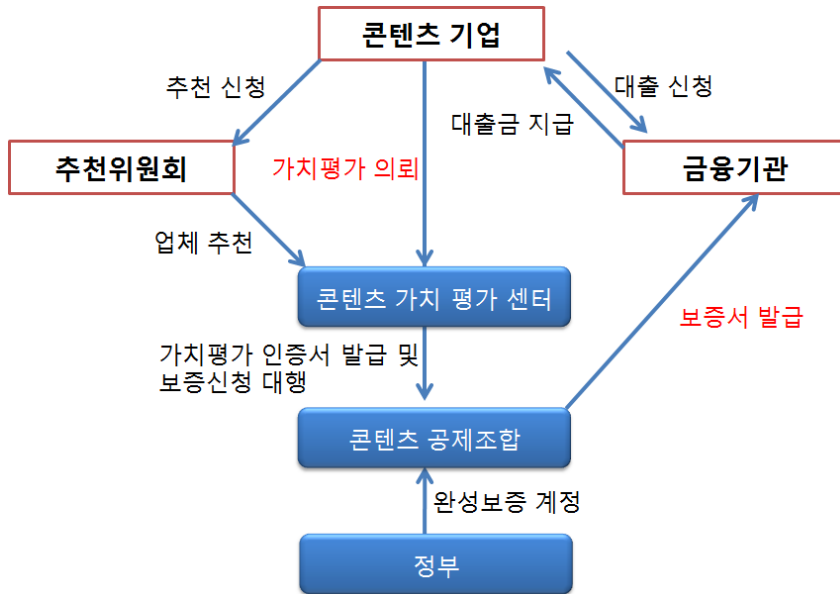 콘텐츠 기업
추천 신청
대출 신청
대출금 지급
추천위원회
가치평가 의뢰
금융기관
업체 추천
콘텐츠 가치 평가 센터
보증서 발급
가치평가 인증서 발급 및
보증신청 대행
콘텐츠 공제조합
완성보증 계정
정부